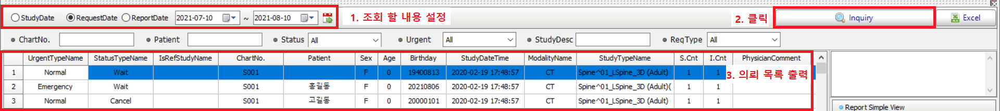 StudyDate RequestDate ReportDate 2021-07-10 ~ 2021-08-10 1. 조회 할 내용 설정 2. 클릭 Inquiry Excel
ChartNo. Patient Status All Urgent All StudyDesc ReqType All
UrgentTypeName StatusTypeName IsRefStudyName ChartNo. Patient Sex Age Birthday StudyDateTime ModalityName StudyTypeName S.Cnt I.Cnt PhysicianComment
1 Normal Wait S001 F 0 19400813 2020-02-19 17:48:57 CT Spine^01_LSpine_3D (Adult) 1 1 3. 의뢰 목록 출력
2 Emergency Wait S001 홍길동 F 0 20210806 2020-02-19 17:48:57 CT Spine^01_LSpine_3D (Adult)( 1 1
3 Normal Cancel S001 고길동 F 0 20000101 2020-02-19 17:48:57 CT Spine^01_LSpine_3D (Adult) 1 1
Report Simple View